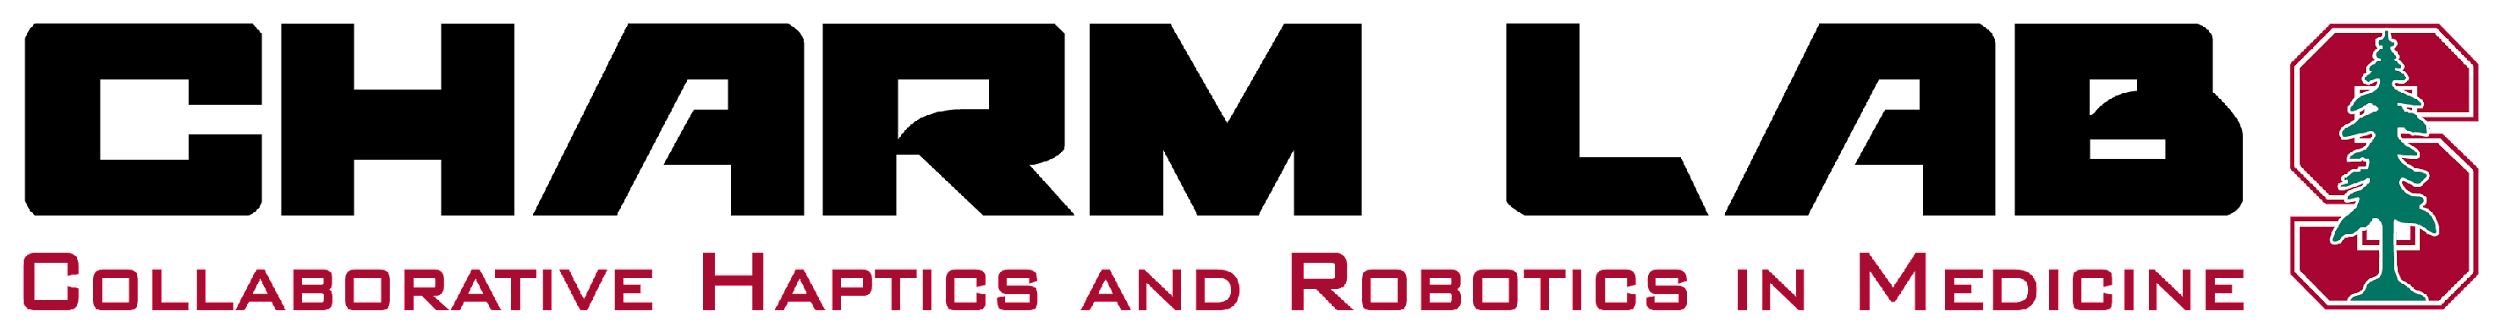 CHARM LAB
COLLABORATIVE HAPTICS AND ROBOTICS IN MEDICINE